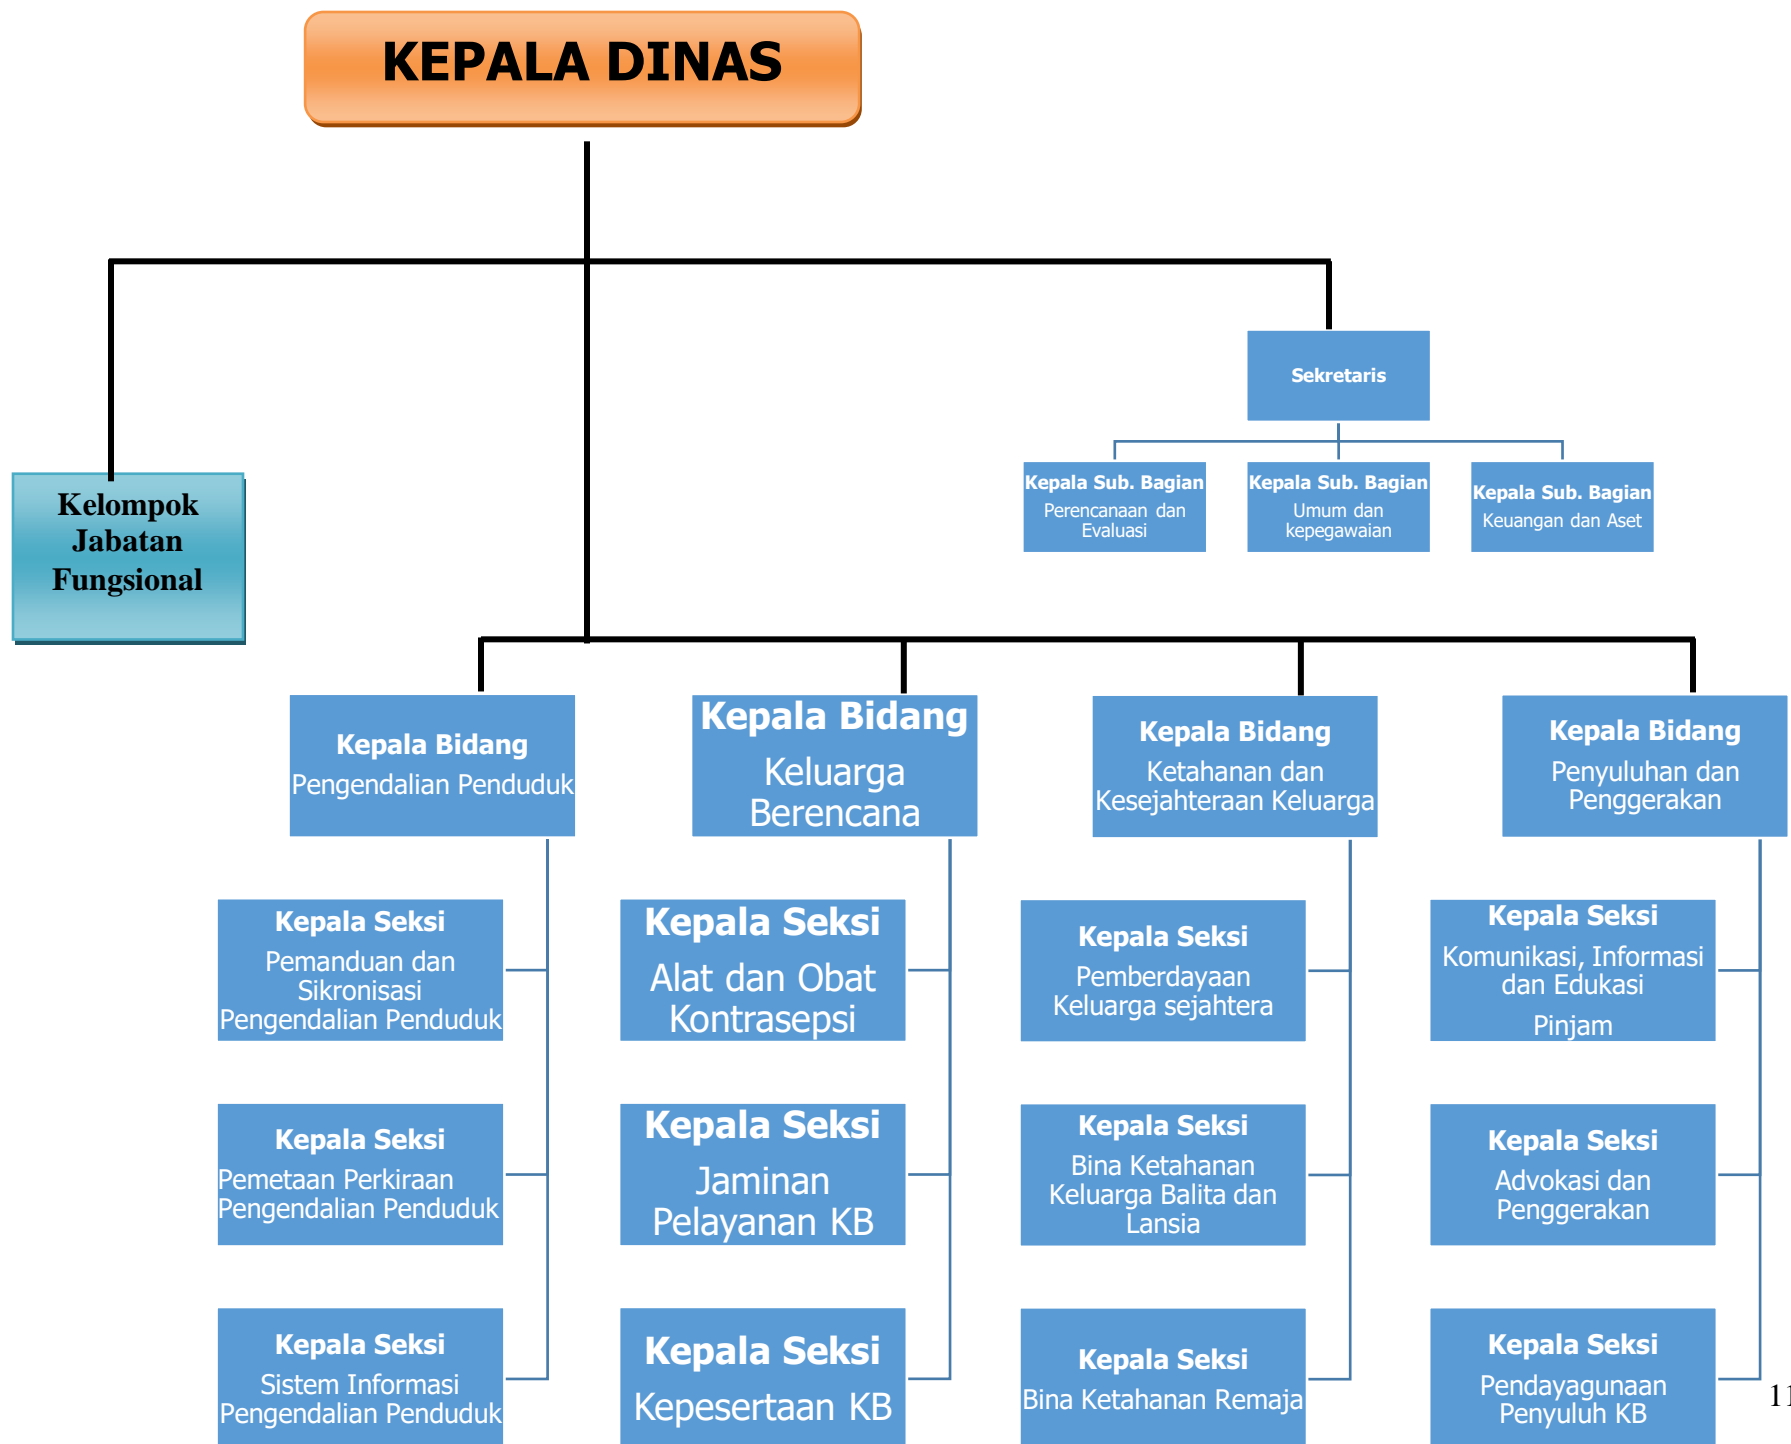 KEPALA DINAS
Sekretaris
Kepala Sub. Bagian
Perencanaan dan
Evaluasi
Kepala Sub. Bagian
Umum dan
kepegawaian
Kepala Sub. Bagian
Keuangan dan Aset
Kelompok
Jabatan
Fungsional
Kepala Bidang
Pengendalian Penduduk
Kepala Seksi
Pemanduan dan
Sikronisasi
Pengendalian Penduduk
Kepala Seksi
Pemetaan Perkiraan
Pengendalian Penduduk
Kepala Seksi
Sistem Informasi
Pengendalian Penduduk
Kepala Bidang
Keluarga
Berencana
Kepala Seksi
Alat dan Obat
Kontrasepsi
Kepala Seksi
Jaminan
Pelayanan KB
Kepala Seksi
Kepesertaan KB
Kepala Bidang
Ketahanan dan
Kesejahteraan Keluarga
Kepala Seksi
Pemberdayaan
Keluarga sejahtera
Kepala Seksi
Bina Ketahanan
Keluarga Balita dan
Lansia
Kepala Seksi
Bina Ketahanan Remaja
Kepala Bidang
Penyuluhan dan
Penggerakan
Kepala Seksi
Komunikasi, Informasi
dan Edukasi
Pinjam
Kepala Seksi
Advokasi dan
Penggerakan
Kepala Seksi
Pendayagunaan
Penyuluh KB
11